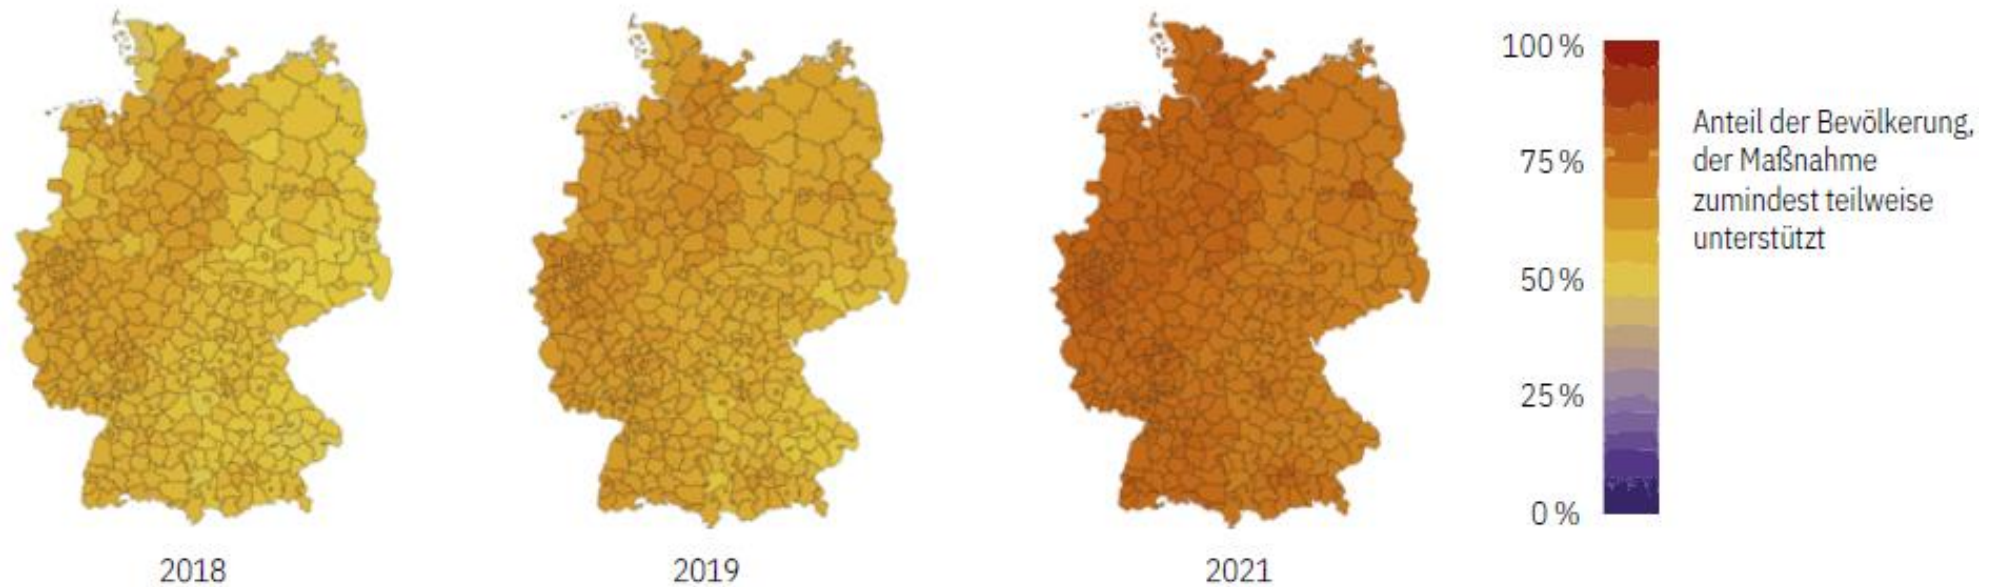 100 %
75 %
50 %
25 %
0 %
Anteil der Bevölkerung,
der Maßnahme
zumindest teilweise
unterstützt
2018
2019
2021